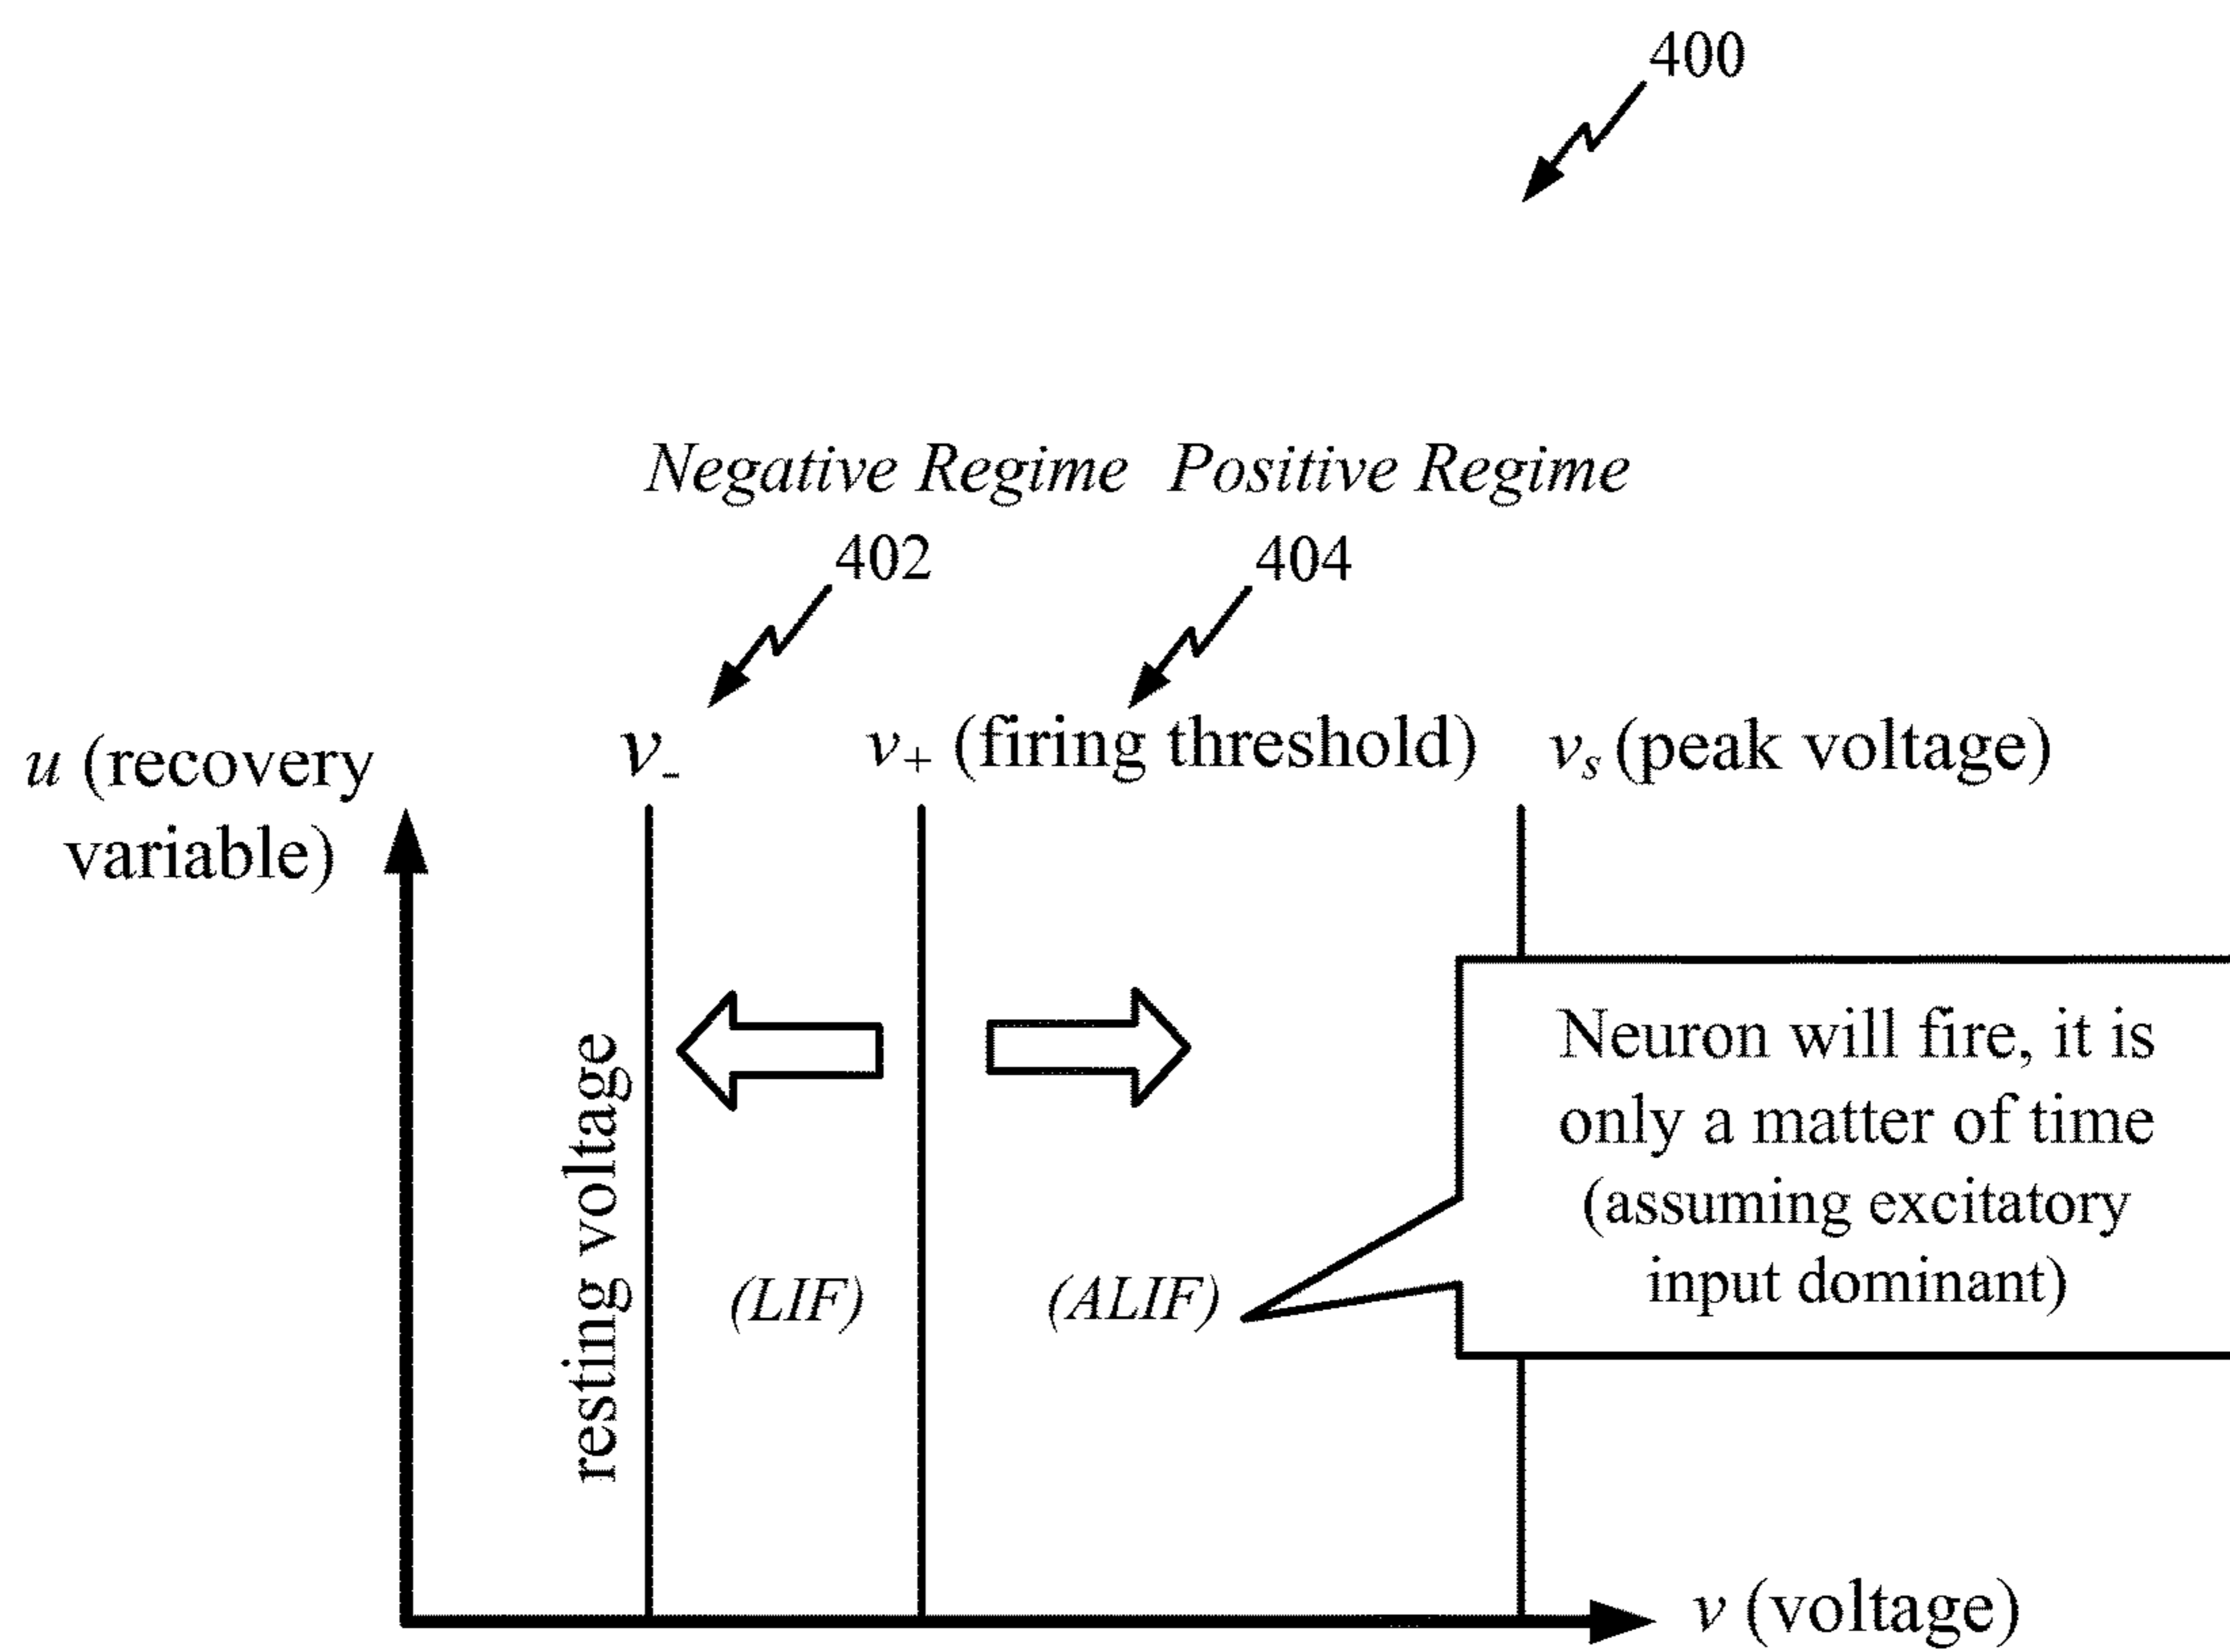 400
Negative Regime Positive Regime
402 404
u (recovery
variable)
v₋ v₊ (firing threshold) vₛ (peak voltage)
resting voltage
Neuron will fire, it is
only a matter of time
(assuming excitatory
input dominant)
(LIF) (ALIF)
v (voltage)